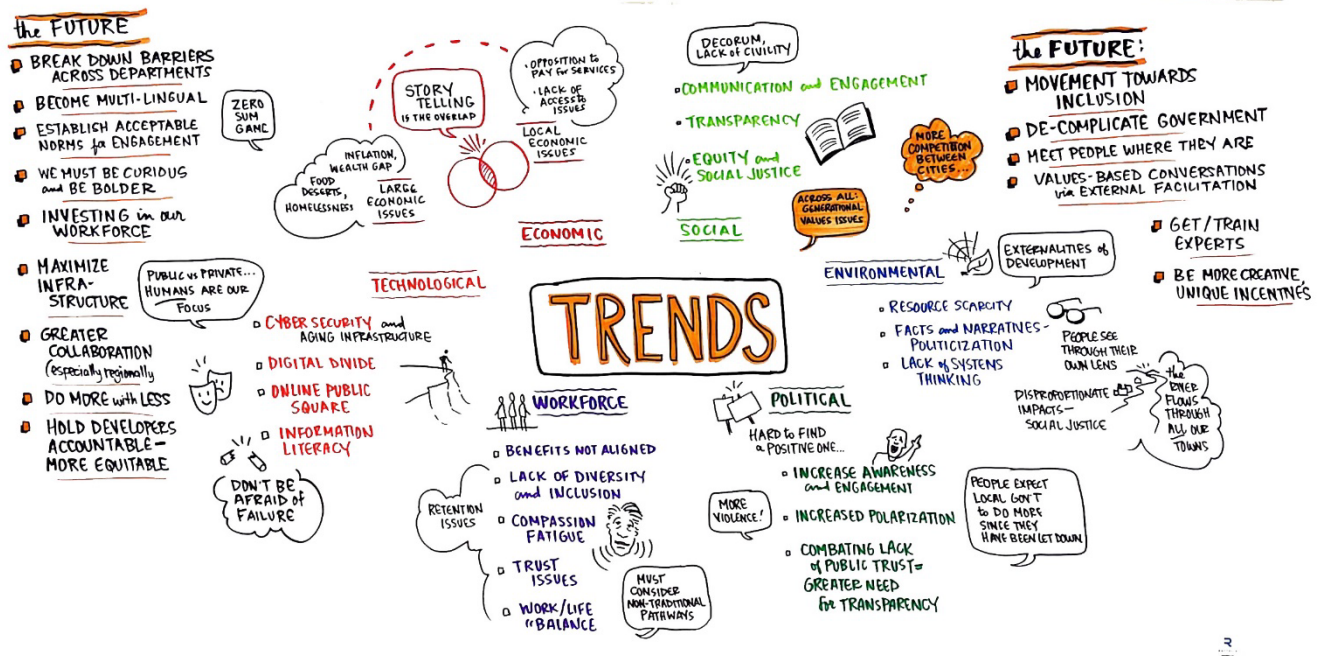 the FUTURE
BREAK DOWN BARRIERS
ACROSS DEPARTMENTS
BECOME MULTI-LINGUAL
ESTABLISH ACCEPTABLE
NORMS for ENGAGEMENT
WE MUST BE CURIOUS
and BE BOLDER
INVESTING in our
WORKFORCE
MAXIMIZE
INFRA-
STRUCTURE
GREATER
COLLABORATION
(especially regionally
DO MORE with LESS
HOLD DEVELOPERS
ACCOUNTABLE-
MORE EQUITABLE
ZERO
SUM
GAME
PUBLIC vs PRIVATE...
HUMANS ARE OUR
FOCUS
DON'T BE
AFRAID of
FAILURE
STORY
TELLING
IS THE OVERLAP
• OPPOSITION to
PAY for SERVICES
• LACK OF
ACCESS to
ISSUES
LOCAL
ECONOMIC
ISSUES
INFLATION,
WEALTH GAP
FOOD
DESERTS,
HOMELESSNESS
LARGE
ECONOMIC
ISSUES
ECONOMIC
TECHNOLOGICAL
CYBER SECURITY and
AGING INFRASTRUCTURE
DIGITAL DIVIDE
ONLINE PUBLIC
SQUARE
INFORMATION
LITERACY
DECORUM,
LACK OF CIVILITY
• COMMUNICATION and ENGAGEMENT
• TRANSPARENCY
• EQUITY and
SOCIAL JUSTICE
SOCIAL
ACROSS ALL:
GENERATIONAL
VALUES ISSUES
MORE
COMPETITION
BETWEEN
CITIES...
TRENDS
ENVIRONMENTAL
EXTERNALITIES of
DEVELOPMENT
RESOURCE SCARCITY
FACTS and NARRATIVES-
POLITICIZATION
LACK of SYSTEMS
THINKING
PEOPLE SEE
THROUGH THEIR
OWN LENS
DISPROPORTIONATE
IMPACTS-
SOCIAL JUSTICE
the
RIVER
FLOWS
THROUGH
ALL OUR
TOWNS
WORKFORCE
BENEFITS NOT ALIGNED
LACK OF DIVERSITY
and INCLUSION
COMPASSION
FATIGUE
TRUST
ISSUES
WORK/LIFE
"BALANCE
RETENTION
ISSUES
MUST
CONSIDER
NON-TRADITIONAL
PATHWAYS
POLITICAL
HARD to FIND
a POSITIVE ONE...
INCREASE AWARENESS
and ENGAGEMENT
INCREASED POLARIZATION
COMBATING LACK
of PUBLIC TRUST=
GREATER NEED
for TRANSPARENCY
MORE
VIOLENCE!
PEOPLE EXPECT
LOCAL GOV'T
to DO MORE
SINCE THEY
HAVE BEEN LET DOWN
the FUTURE:
MOVEMENT TOWARDS
INCLUSION
DE-COMPLICATE GOVERNMENT
MEET PEOPLE WHERE THEY ARE
VALUES-BASED CONVERSATIONS
via EXTERNAL FACILITATION
GET/TRAIN
EXPERTS
BE MORE CREATIVE,
UNIQUE INCENTIVES